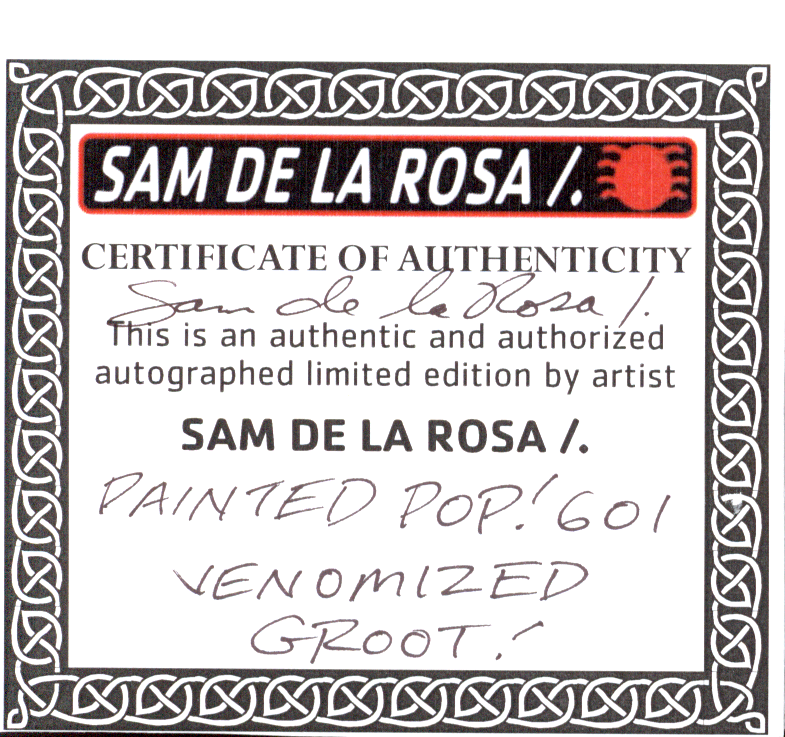 SAM DE LA ROSA /.
CERTIFICATE OF AUTHENTICITY
Sam de la Rosa /.
This is an authentic and authorized
autographed limited edition by artist
SAM DE LA ROSA /.
PAINTED POP! 601
VENOMIZED
GROOT!